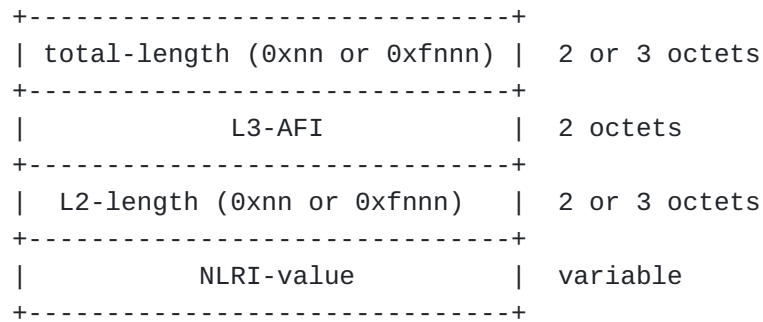 +-------------------------------+
| total-length (0xnn or 0xfnnn) | 2 or 3 octets
+-------------------------------+
| L3-AFI | 2 octets
+-------------------------------+
| L2-length (0xnn or 0xfnnn) | 2 or 3 octets
+-------------------------------+
| NLRI-value | variable
+-------------------------------+